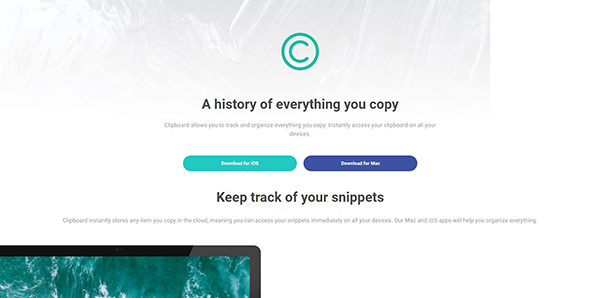 C
A history of everything you copy
Clipboard allows you to track and organize everything you copy. Instantly access your clipboard on all your
devices.
Download for iOS
Download for Mac
Keep track of your snippets
Clipboard instantly stores any item you copy in the cloud, meaning you can access your snippets immediately on all your devices. Our Mac and iOS apps will help you organize everything.